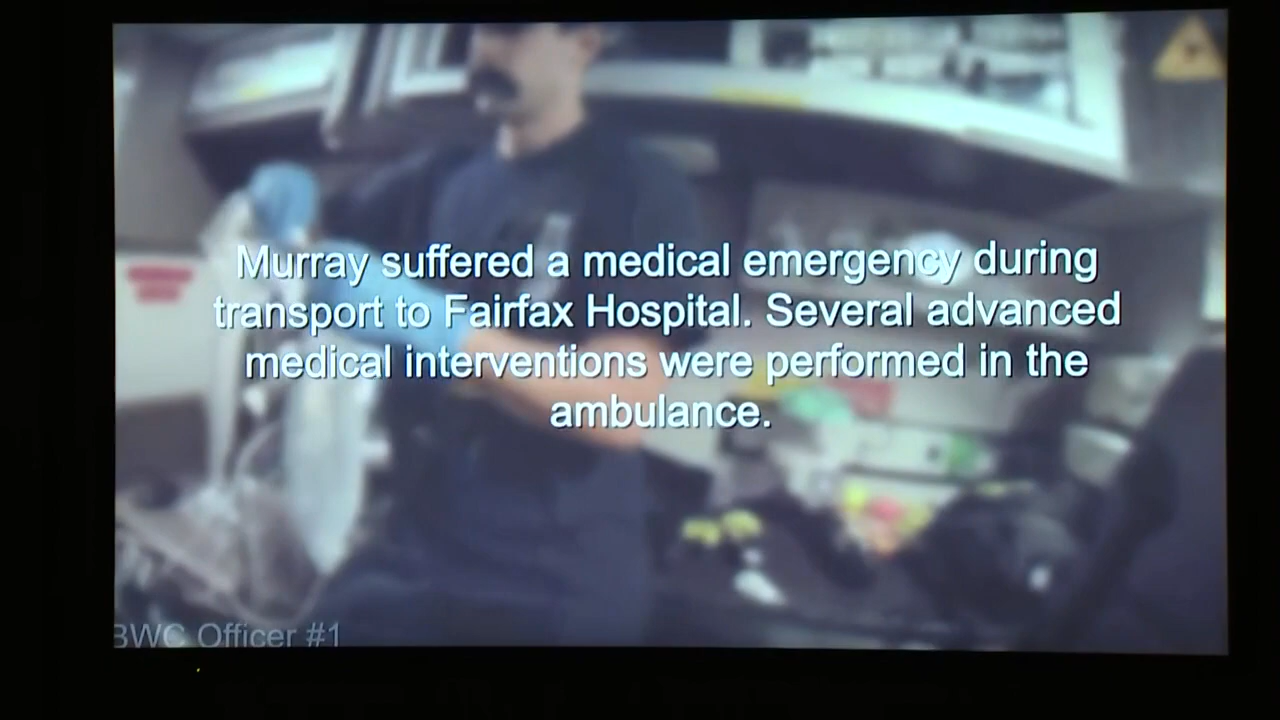 Murray suffered a medical emergency during
transport to Fairfax Hospital. Several advanced
medical interventions were performed in the
ambulance.
BWC Officer #1